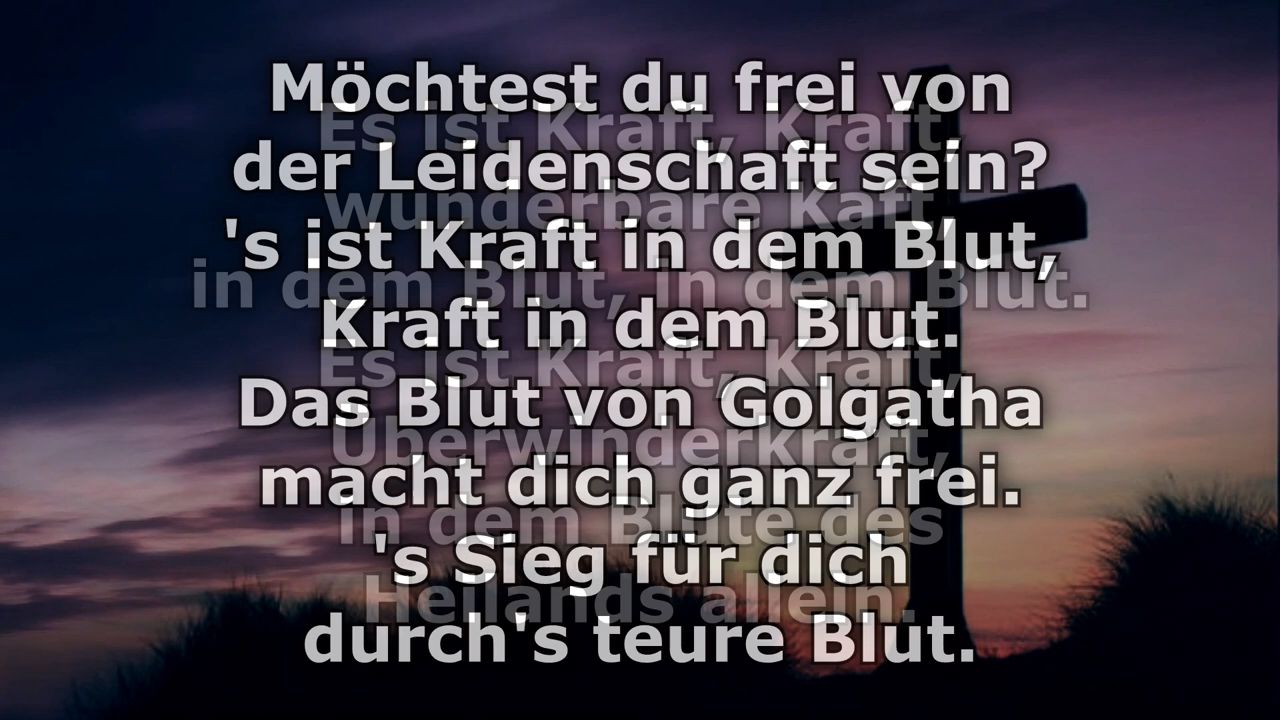 Möchtest du frei von
der Leidenschaft sein?
's ist Kraft in dem Blut,
Kraft in dem Blut.
Das Blut von Golgatha
macht dich ganz frei.
's Sieg für dich
durch's teure Blut.
Es ist Kraft, Kraft,
wunderbare Kaft,
in dem Blut, in dem Blut.
Es ist Kraft, Kraft,
Überwinderkraft,
in dem Blute des
Heilands allein.